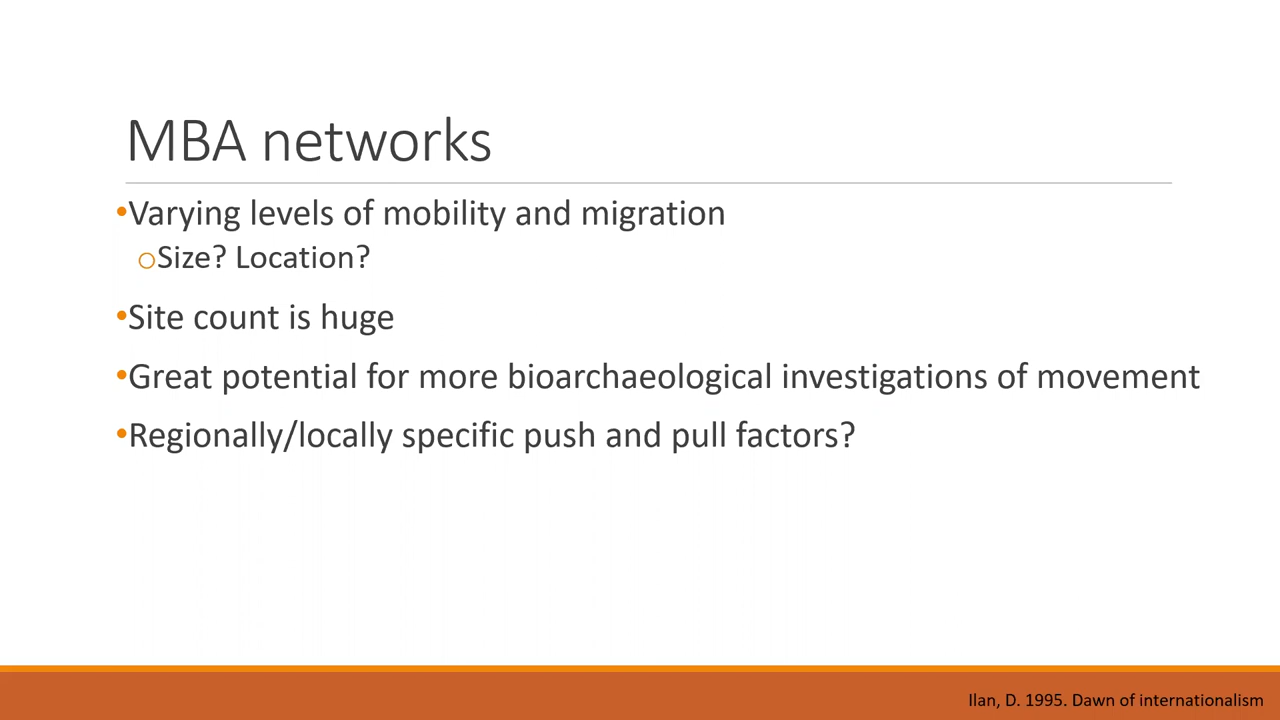 MBA networks
•Varying levels of mobility and migration
oSize? Location?
•Site count is huge
•Great potential for more bioarchaeological investigations of movement
•Regionally/locally specific push and pull factors?
Ilan, D. 1995. Dawn of internationalism